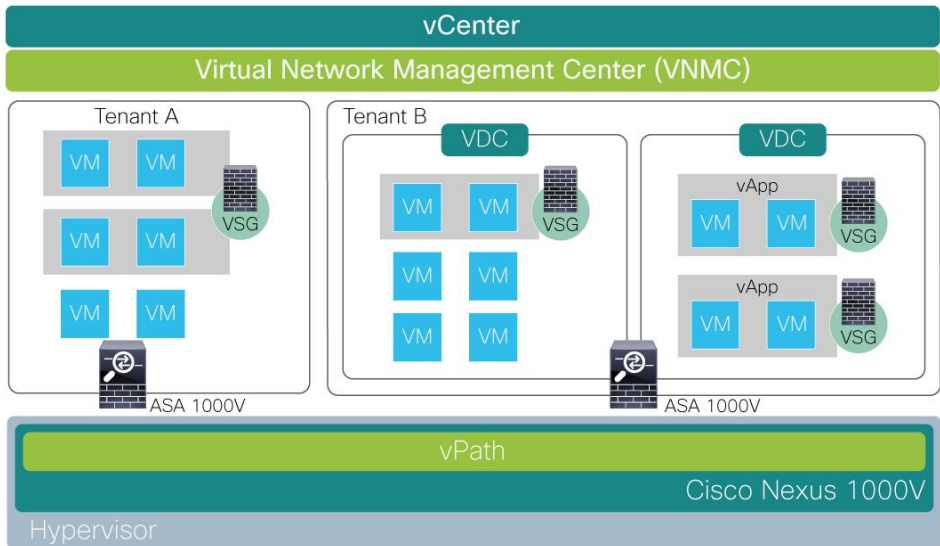 vCenter
Virtual Network Management Center (VNMC)
Tenant A
VM VM
VSG
VM VM
VM VM
ASA 1000V
Tenant B
VDC
VM VM
VSG
VM VM
VM VM
VDC
vApp
VM VM
VSG
vApp
VM VM
VSG
ASA 1000V
vPath
Cisco Nexus 1000V
Hypervisor